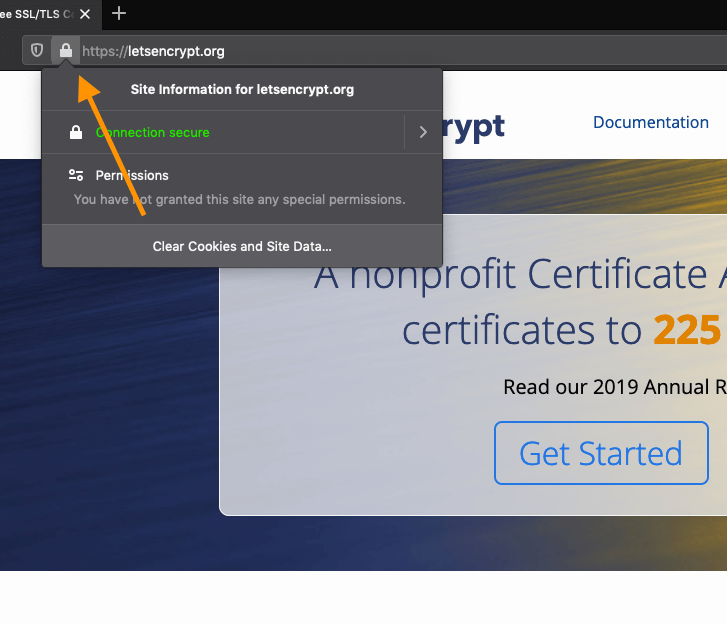 ee SSL/TLS Ce
https://letsencrypt.org
Site Information for letsencrypt.org
Connection secure
rypt
Documentation
Permissions
You have not granted this site any special permissions.
Clear Cookies and Site Data...
A nonprofit Certificate A
certificates to 225
Read our 2019 Annual R
Get Started